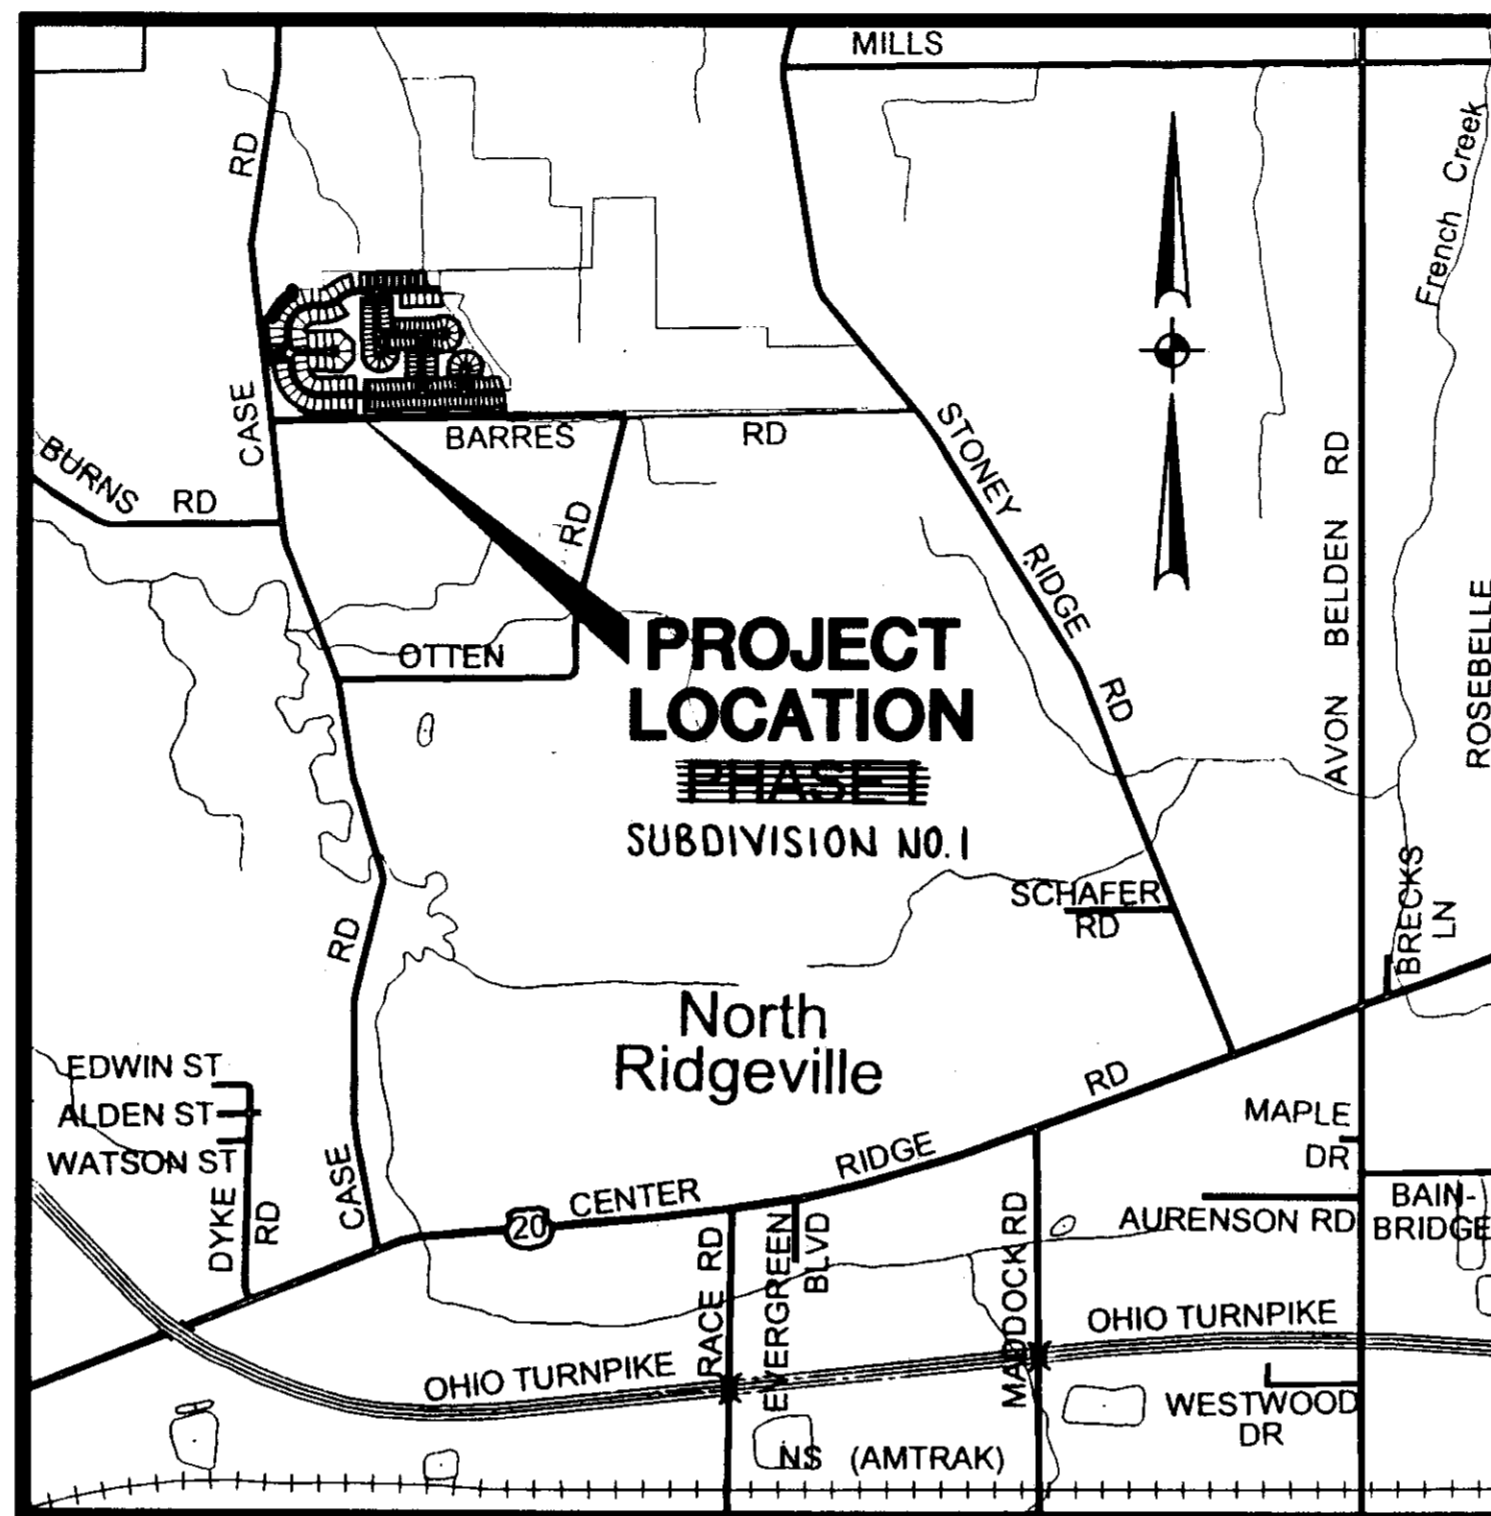 MILLS
RD
French Creek
CASE
BARRES
RD
STONEY
RIDGE
RD
BURNS
RD
RD
OTTEN
AVON BELDEN RD
ROSEBELLE
PROJECT
LOCATION
PHASE I
SUBDIVISION NO. 1
SCHAFER
RD
BRECKS
LN
RD
North
Ridgeville
EDWIN ST
ALDEN ST
WATSON ST
DYKE
RD
CASE
20
CENTER
RIDGE
RD
MAPLE
DR
BAIN-
BRIDGE
AURENSON RD
RACE RD
EVERGREEN
BLVD
MADDOCK RD
OHIO TURNPIKE
OHIO TURNPIKE
WESTWOOD
DR
NS (AMTRAK)